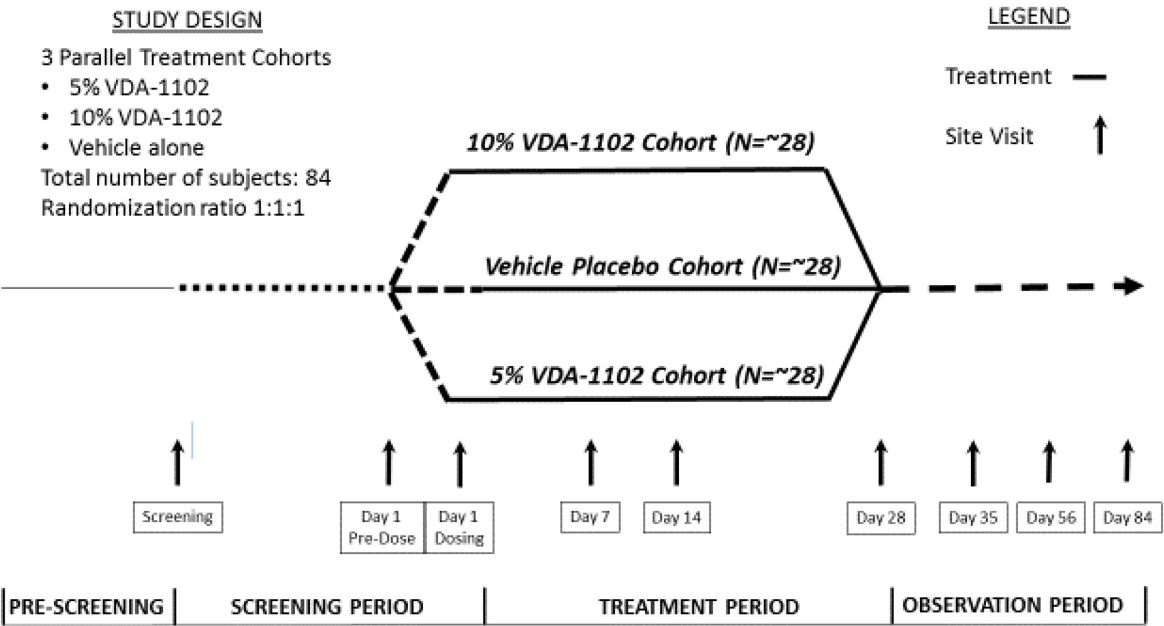 STUDY DESIGN
3 Parallel Treatment Cohorts
• 5% VDA-1102
• 10% VDA-1102
• Vehicle alone
Total number of subjects: 84
Randomization ratio 1:1:1
LEGEND
Treatment
Site Visit
10% VDA-1102 Cohort (N=~28)
Vehicle Placebo Cohort (N=~28)
5% VDA-1102 Cohort (N=~28)
Screening
Day 1
Pre-Dose
Day 1
Dosing
Day 7
Day 14
Day 28
Day 35
Day 56
Day 84
PRE-SCREENING
SCREENING PERIOD
TREATMENT PERIOD
OBSERVATION PERIOD